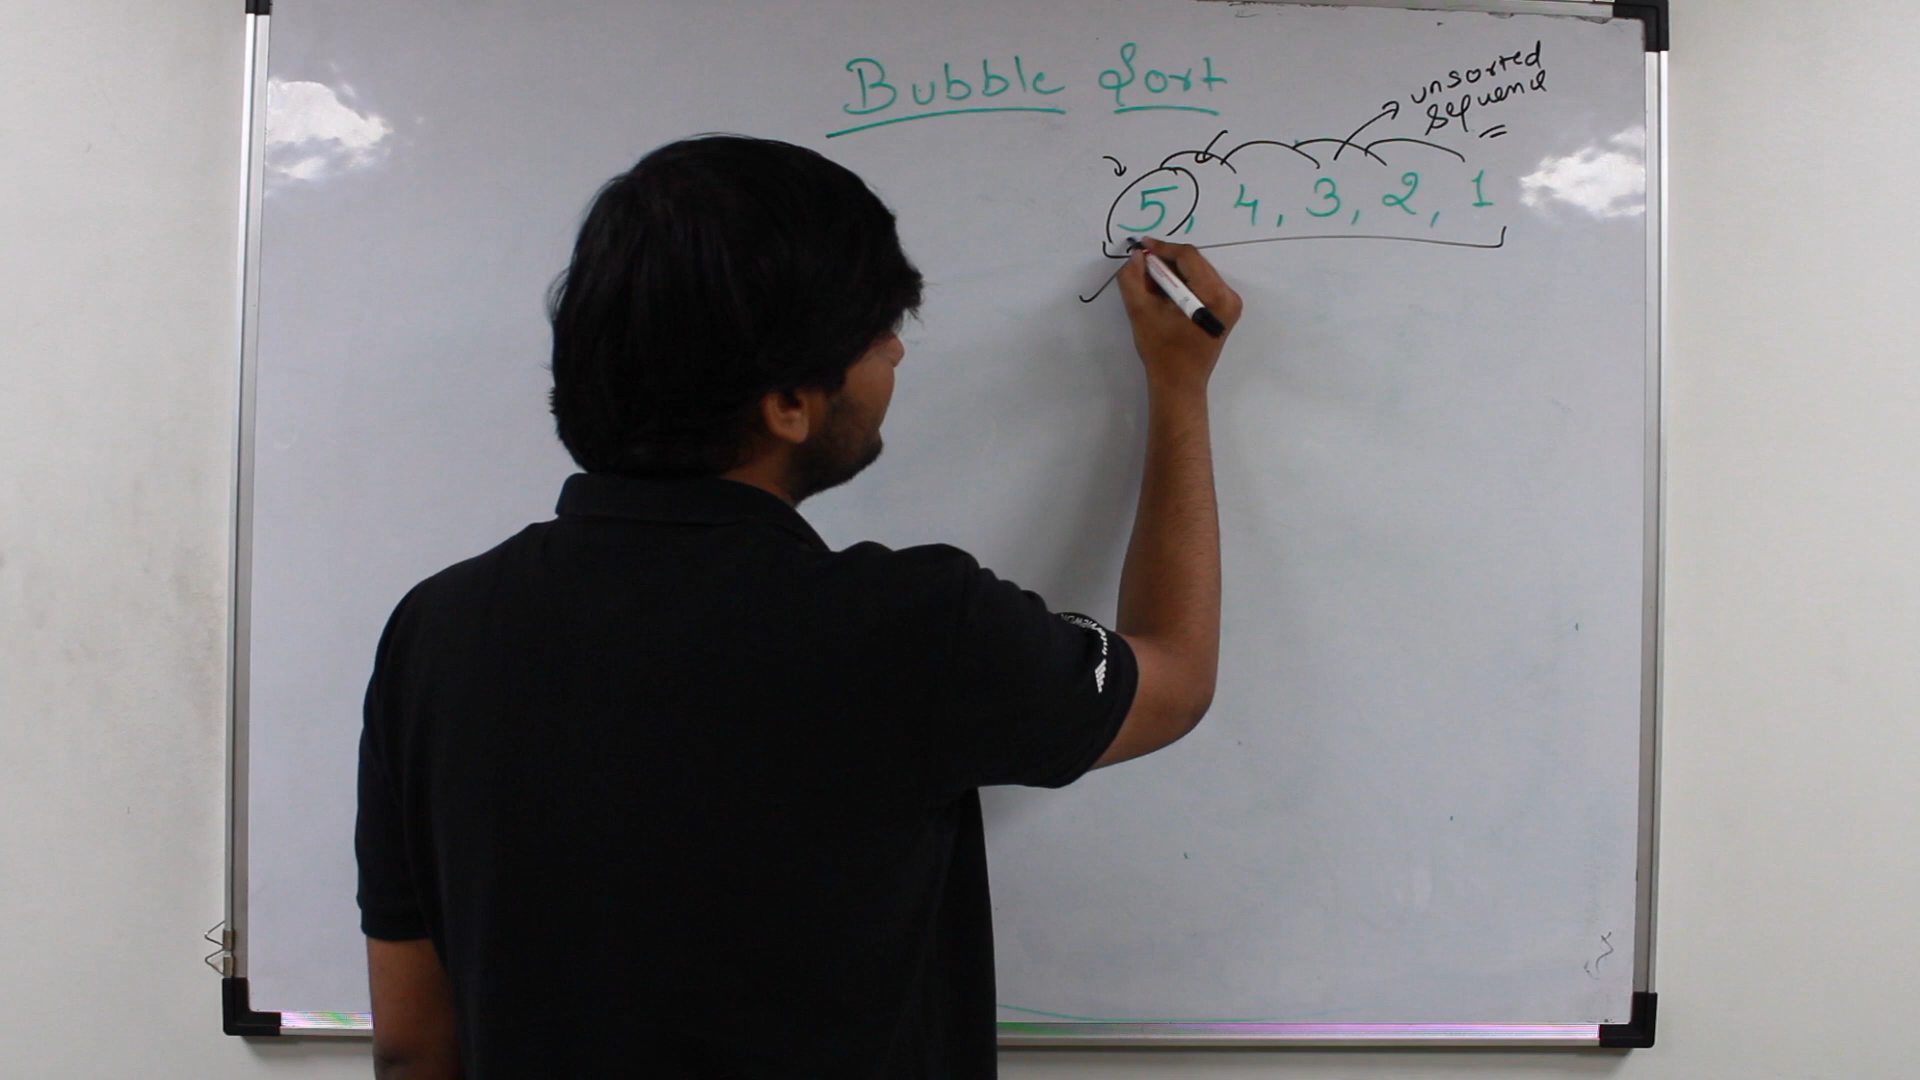 Bubble Sort
unsorted
sequence
5, 4, 3, 2, 1